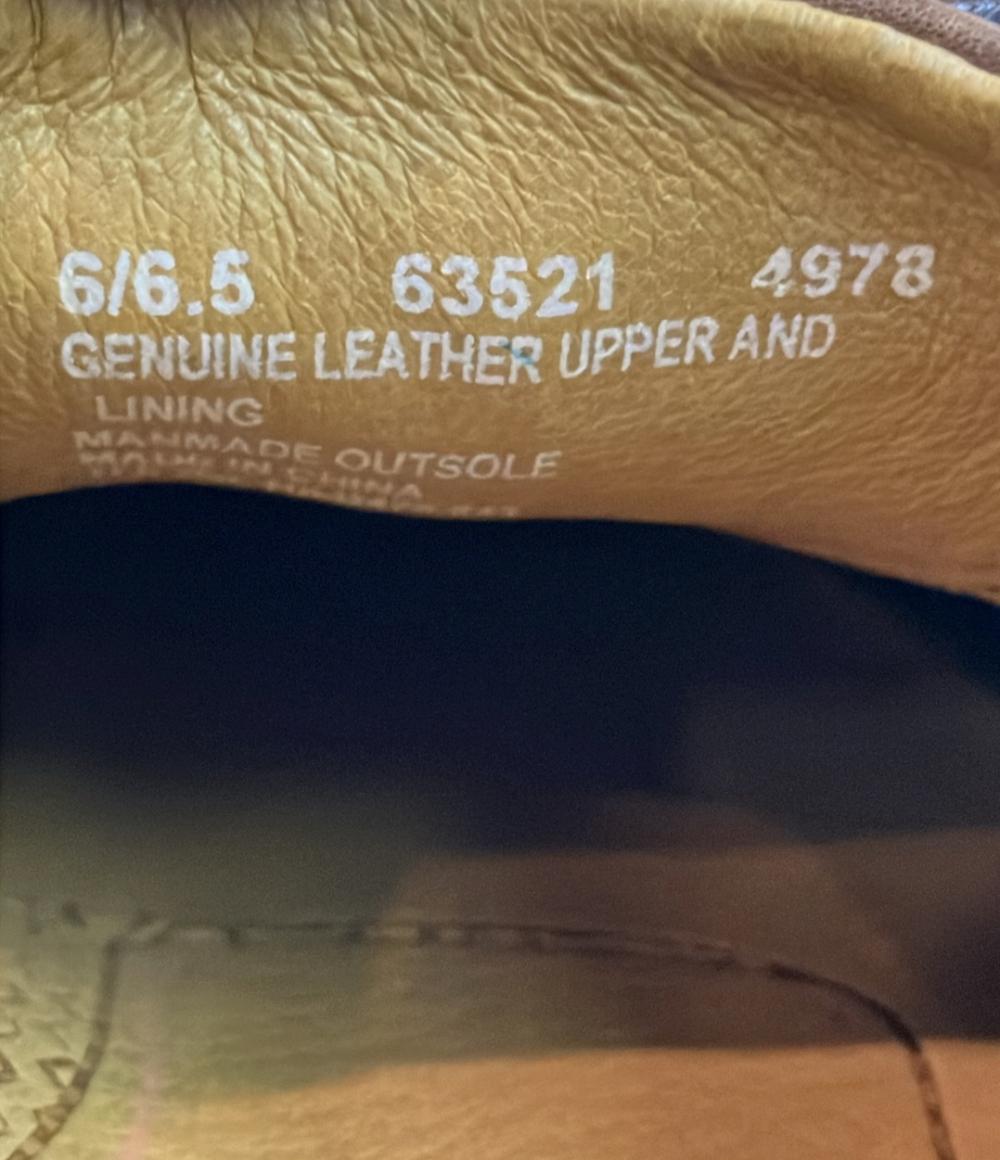 6/6.5 63521 4978
GENUINE LEATHER UPPER AND
LINING
MANMADE OUTSOLE
MADE IN CHINA